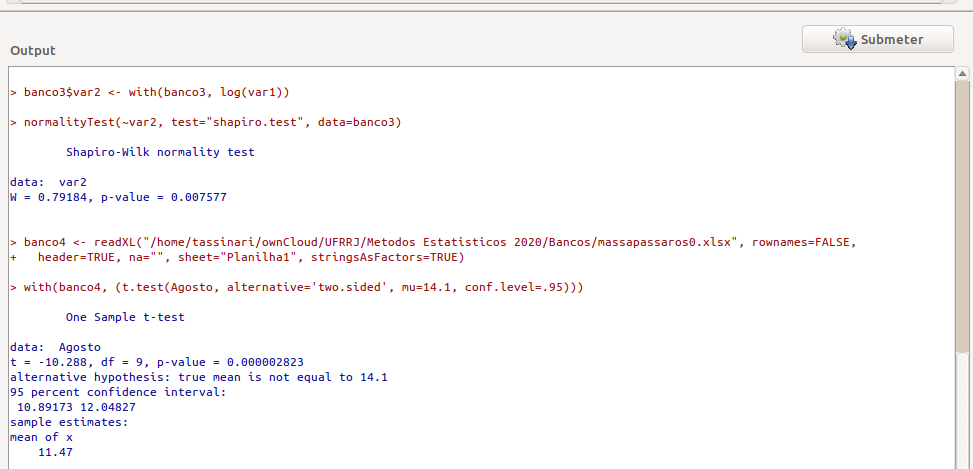 Submeter
Output
> banco3$var2 <- with(banco3, log(var1))
> normalityTest(~var2, test="shapiro.test", data=banco3)
Shapiro-Wilk normality test
data:  var2
W = 0.79184, p-value = 0.007577
> banco4 <- readXL("/home/tassinari/ownCloud/UFRRJ/Metodos Estatisticos 2020/Bancos/massapassaros0.xlsx", rownames=FALSE,
+   header=TRUE, na="", sheet="Planilha1", stringsAsFactors=TRUE)
> with(banco4, (t.test(Agosto, alternative='two.sided', mu=14.1, conf.level=.95)))
One Sample t-test
data:  Agosto
t = -10.288, df = 9, p-value = 0.000002823
alternative hypothesis: true mean is not equal to 14.1
95 percent confidence interval:
10.89173 12.04827
sample estimates:
mean of x
11.47